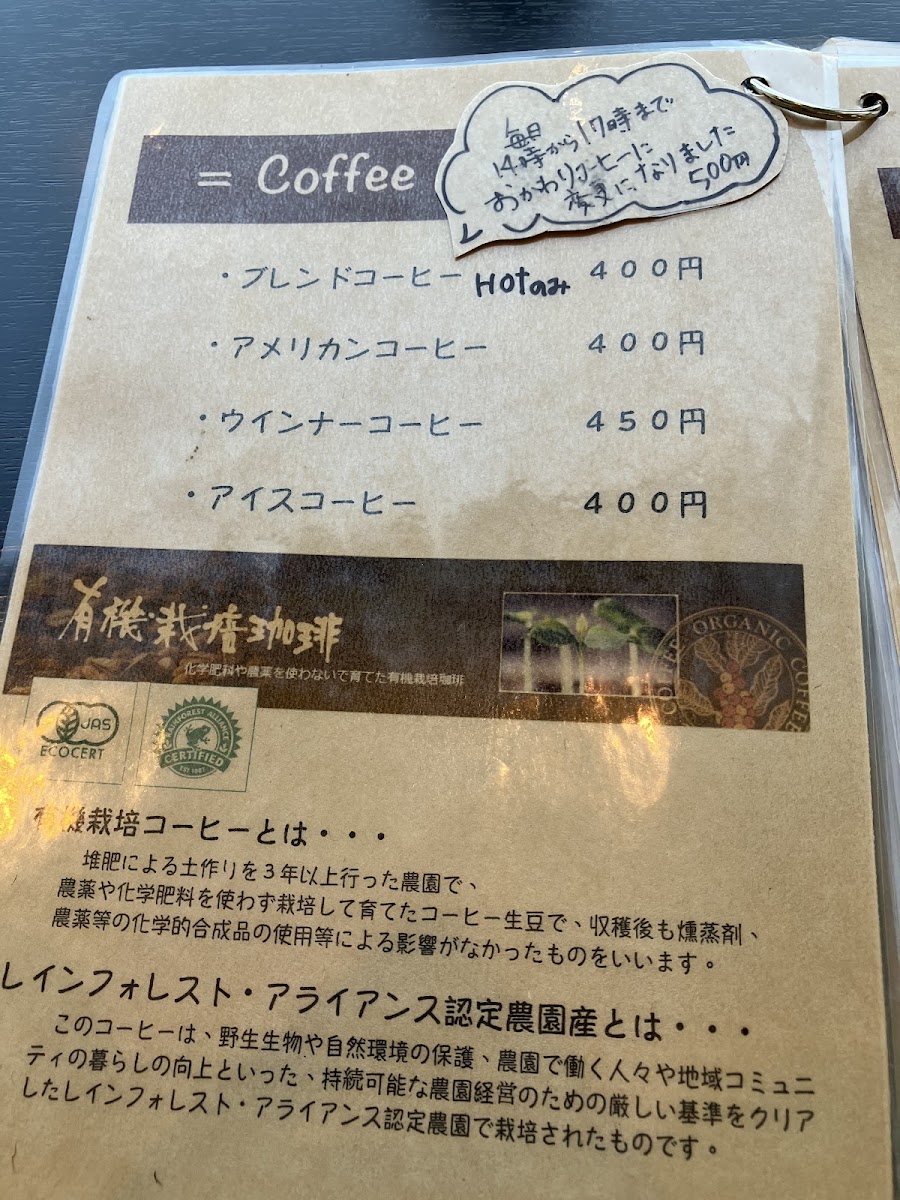 毎日
14時から17時まで
おかわりコーヒーに
変更になりました
500円
= Coffee
・ブレンドコーヒー Hotのみ 400円
・アメリカンコーヒー 400円
・ウインナーコーヒー 450円
・アイスコーヒー 400円
有機栽培珈琲
化学肥料や農薬を使わないで育てた有機栽培珈琲
ORGANIC COFFEE
JAS
ECOCERT
RAINFOREST ALLIANCE
CERTIFIED
EST 1987
有機栽培コーヒーとは・・・
堆肥による土作りを3年以上行った農園で、
農薬や化学肥料を使わず栽培して育てたコーヒー生豆で、収穫後も燻蒸剤、
農薬等の化学的合成品の使用等による影響がなかったものをいいます。
レインフォレスト・アライアンス認定農園産とは・・・
このコーヒーは、野生生物や自然環境の保護、農園で働く人々や地域コミュニ
ティの暮らしの向上といった、持続可能な農園経営のための厳しい基準をクリア
したレインフォレスト・アライアンス認定農園で栽培されたものです。